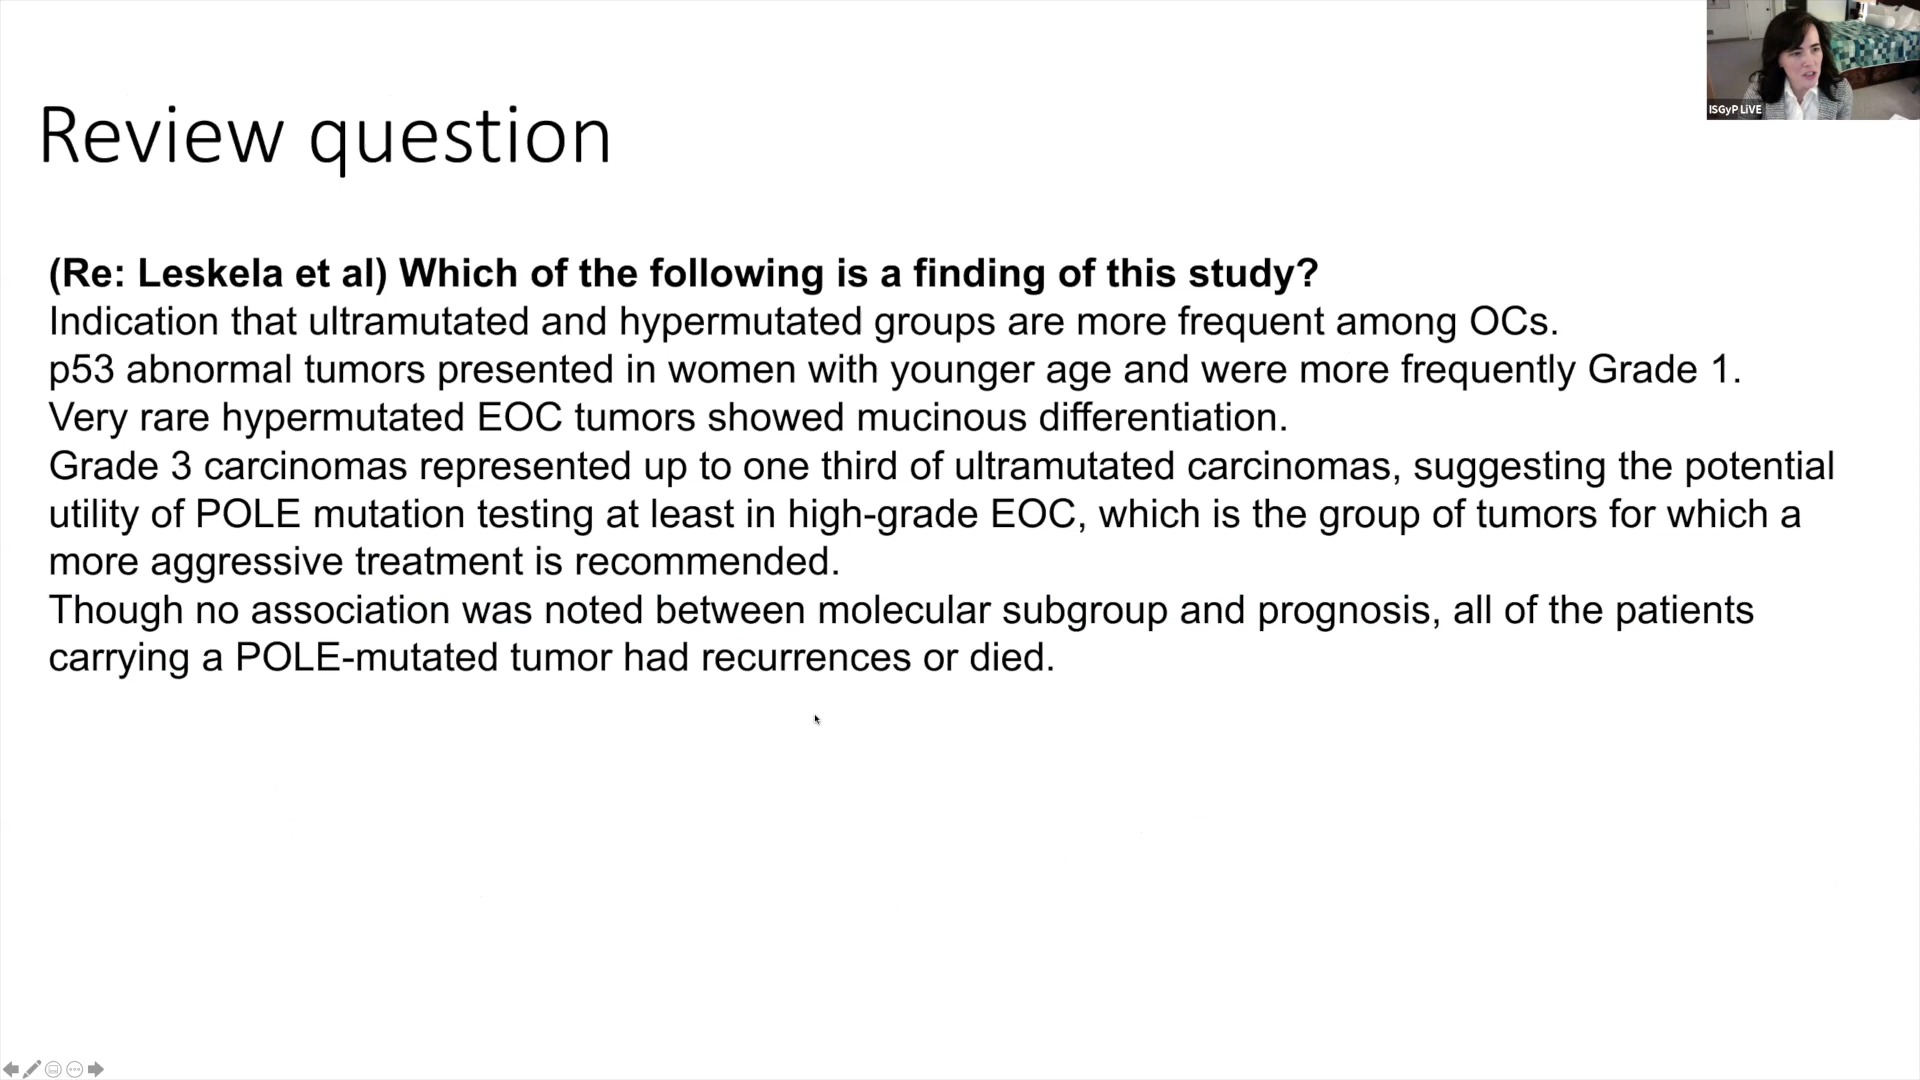 ISGyP LiVE
Review question
(Re: Leskela et al) Which of the following is a finding of this study?
Indication that ultramutated and hypermutated groups are more frequent among OCs.
p53 abnormal tumors presented in women with younger age and were more frequently Grade 1.
Very rare hypermutated EOC tumors showed mucinous differentiation.
Grade 3 carcinomas represented up to one third of ultramutated carcinomas, suggesting the potential
utility of POLE mutation testing at least in high-grade EOC, which is the group of tumors for which a
more aggressive treatment is recommended.
Though no association was noted between molecular subgroup and prognosis, all of the patients
carrying a POLE-mutated tumor had recurrences or died.